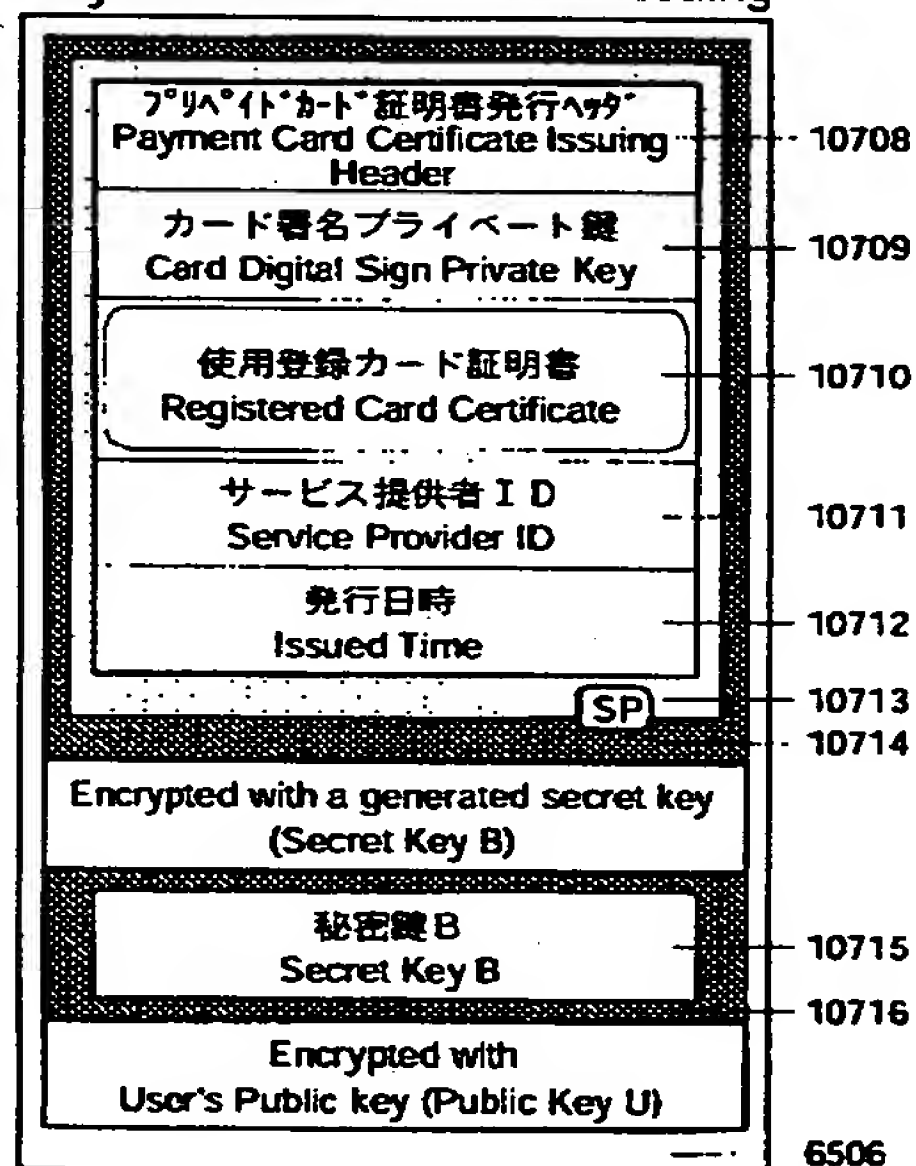 プリペイドカード証明書発行ヘッダ
Payment Card Certificate Issuing
Header
10708
カード署名プライベート鍵
Card Digital Sign Private Key
10709
使用登録カード証明書
Registered Card Certificate
10710
サービス提供者ID
Service Provider ID
10711
発行日時
Issued Time
10712
SP
10713
10714
Encrypted with a generated secret key
(Secret Key B)
秘密鍵B
Secret Key B
10715
10716
Encrypted with
User's Public key (Public Key U)
6506